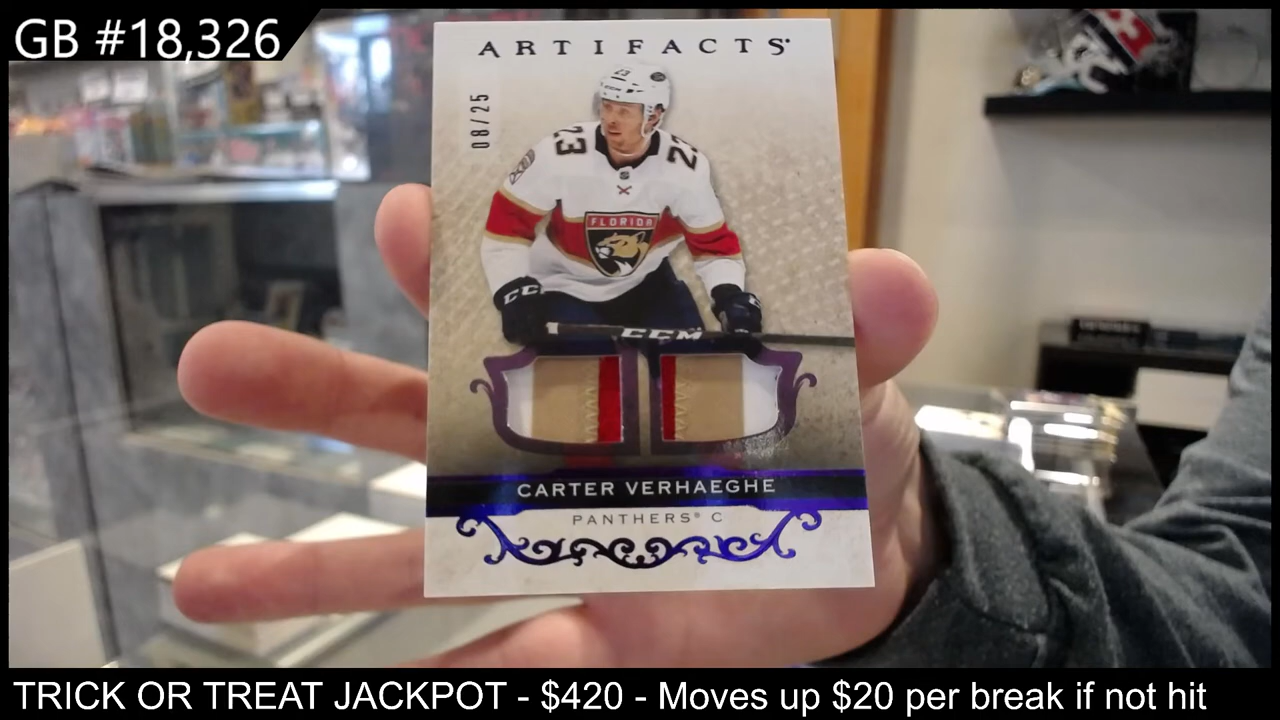 GB #18,326
ARTIFACTS
08/25
23
23
23
FLORIDA
CCM
CARTER VERHAEGHE
PANTHERS® C
TRICK OR TREAT JACKPOT - $420 - Moves up $20 per break if not hit